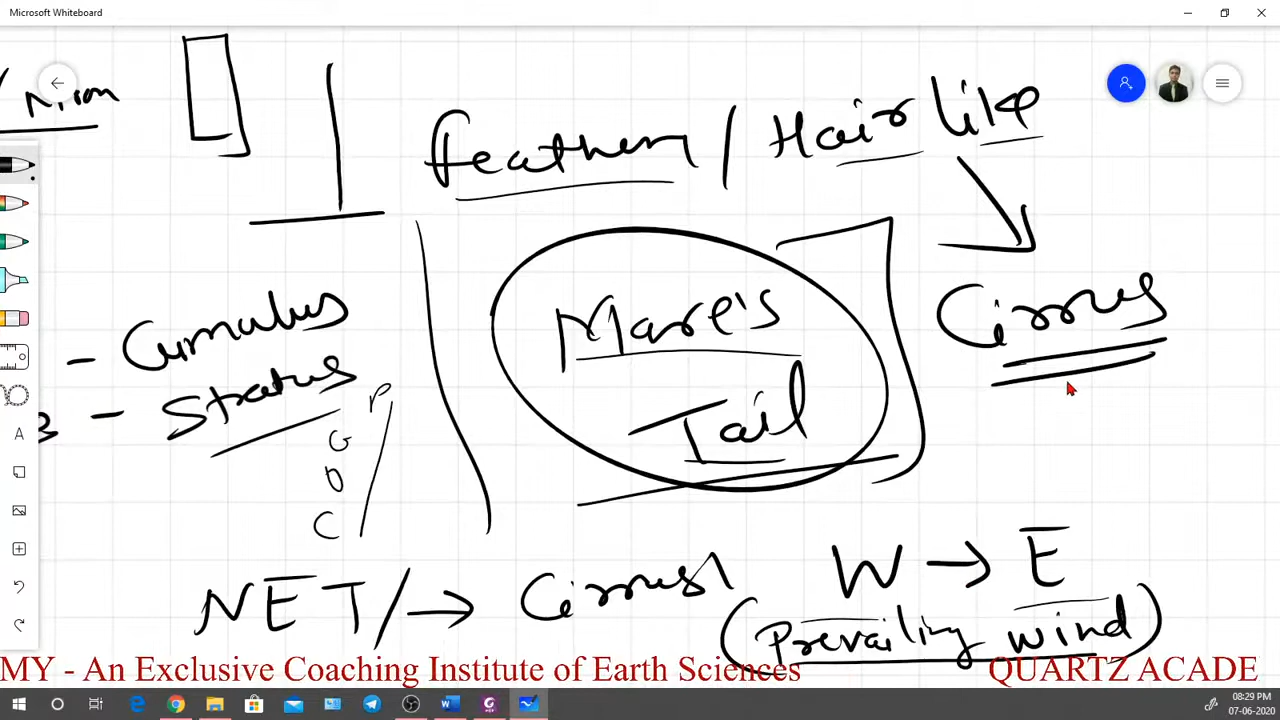 Microsoft Whiteboard
Feathery / Hair like
Cirrus
Mare's
Tail
- Cumulus
- Stratus
P
G
O
C
NET / → Cirrus
W → E
(Prevailing wind)
MY - An Exclusive Coaching Institute of Earth Sciences
QUARTZ ACADE
08:29 PM
07-06-2020